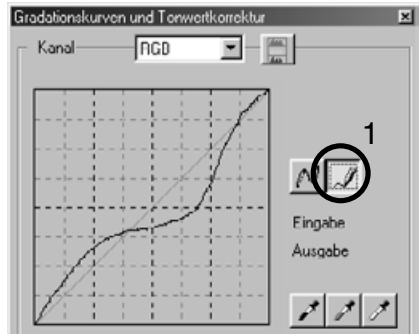 Gradationskurven und Tonwertkorrektur
Kanal RGB
1
Eingabe
Ausgabe